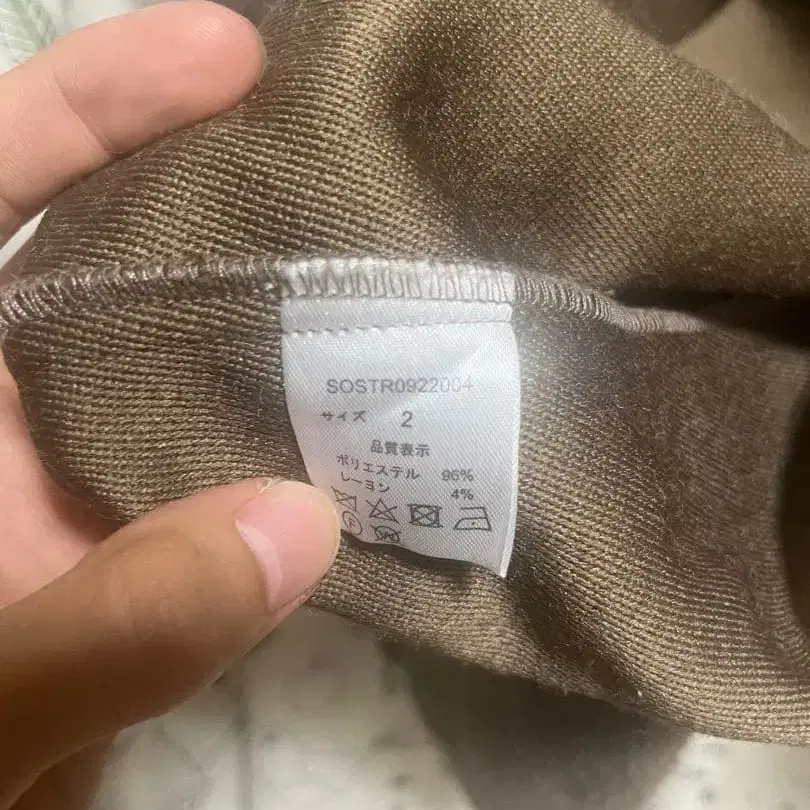 SOSTR0922004
サイズ 2
品質表示
ポリエステル 96%
レーヨン 4%
F
W